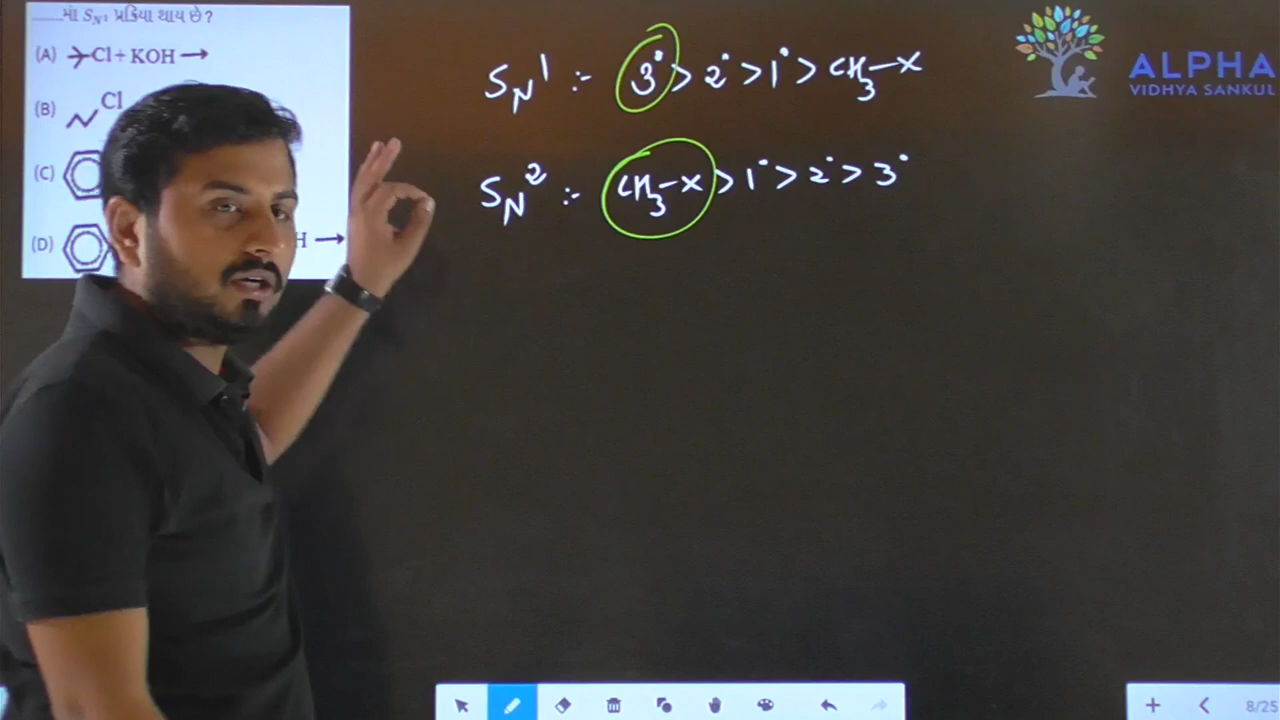 ......માં SN¹ પ્રક્રિયા થાય છે?
(A) Cl + KOH →
(B) Cl
(C)
(D) H →
SN1 :- 3° > 2° > 1° > CH3-X
SN2 :- CH3-X > 1° > 2° > 3°
ALPHA
VIDHYA SANKUL
8/25